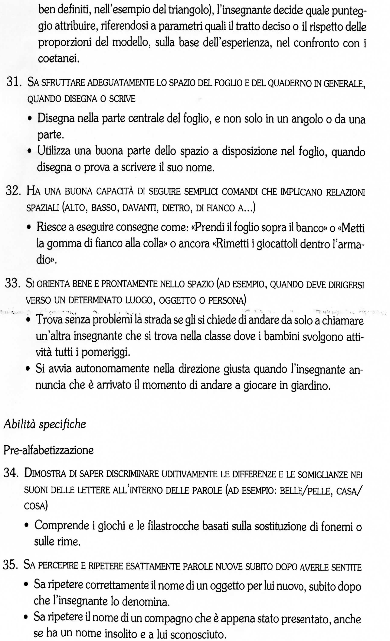 ben definiti, nell'esempio del triangolo), l'insegnante decide quale punteg-
gio attribuire, riferendosi a parametri quali il tratto deciso o il rispetto delle
proporzioni del modello, sulla base dell'esperienza, nel confronto con i
coetanei.
31. SA SFRUTTARE ADEGUATAMENTE LO SPAZIO DEL FOGLIO E DEL QUADERNO IN GENERALE,
QUANDO DISEGNA O SCRIVE
• Disegna nella parte centrale del foglio, e non solo in un angolo o da una
parte.
• Utilizza una buona parte dello spazio a disposizione nel foglio, quando
disegna o prova a scrivere il suo nome.
32. HA UNA BUONA CAPACITÀ DI SEGUIRE SEMPLICI COMANDI CHE IMPLICANO RELAZIONI
SPAZIALI (ALTO, BASSO, DAVANTI, DIETRO, DI FIANCO A...)
• Riesce a eseguire consegne come: «Prendi il foglio sopra il banco» o «Metti
la gomma di fianco alla colla» o ancora «Rimetti i giocattoli dentro l'arma-
dio».
33. SI ORIENTA BENE E PRONTAMENTE NELLO SPAZIO (AD ESEMPIO, QUANDO DEVE DIRIGERSI
VERSO UN DETERMINATO LUOGO, OGGETTO O PERSONA)
• Trova senza problemi la strada se gli si chiede di andare da solo a chiamare
un'altra insegnante che si trova nella classe dove i bambini svolgono atti-
vità tutti i pomeriggi.
• Si avvia autonomamente nella direzione giusta quando l'insegnante an-
nuncia che è arrivato il momento di andare a giocare in giardino.
Abilità specifiche
Pre-alfabetizzazione
34. DIMOSTRA DI SAPER DISCRIMINARE UDITIVAMENTE LE DIFFERENZE E LE SOMIGLIANZE NEI
SUONI DELLE LETTERE ALL'INTERNO DELLE PAROLE (AD ESEMPIO: BELLE/PELLE, CASA/
COSA)
• Comprende i giochi e le filastrocche basati sulla sostituzione di fonemi o
sulle rime.
35. SA PERCEPIRE E RIPETERE ESATTAMENTE PAROLE NUOVE SUBITO DOPO AVERLE SENTITE
• Sa ripetere correttamente il nome di un oggetto per lui nuovo, subito dopo
che l'insegnante lo denomina.
• Sa ripetere il nome di un compagno che è appena stato presentato, anche
se ha un nome insolito e a lui sconosciuto.